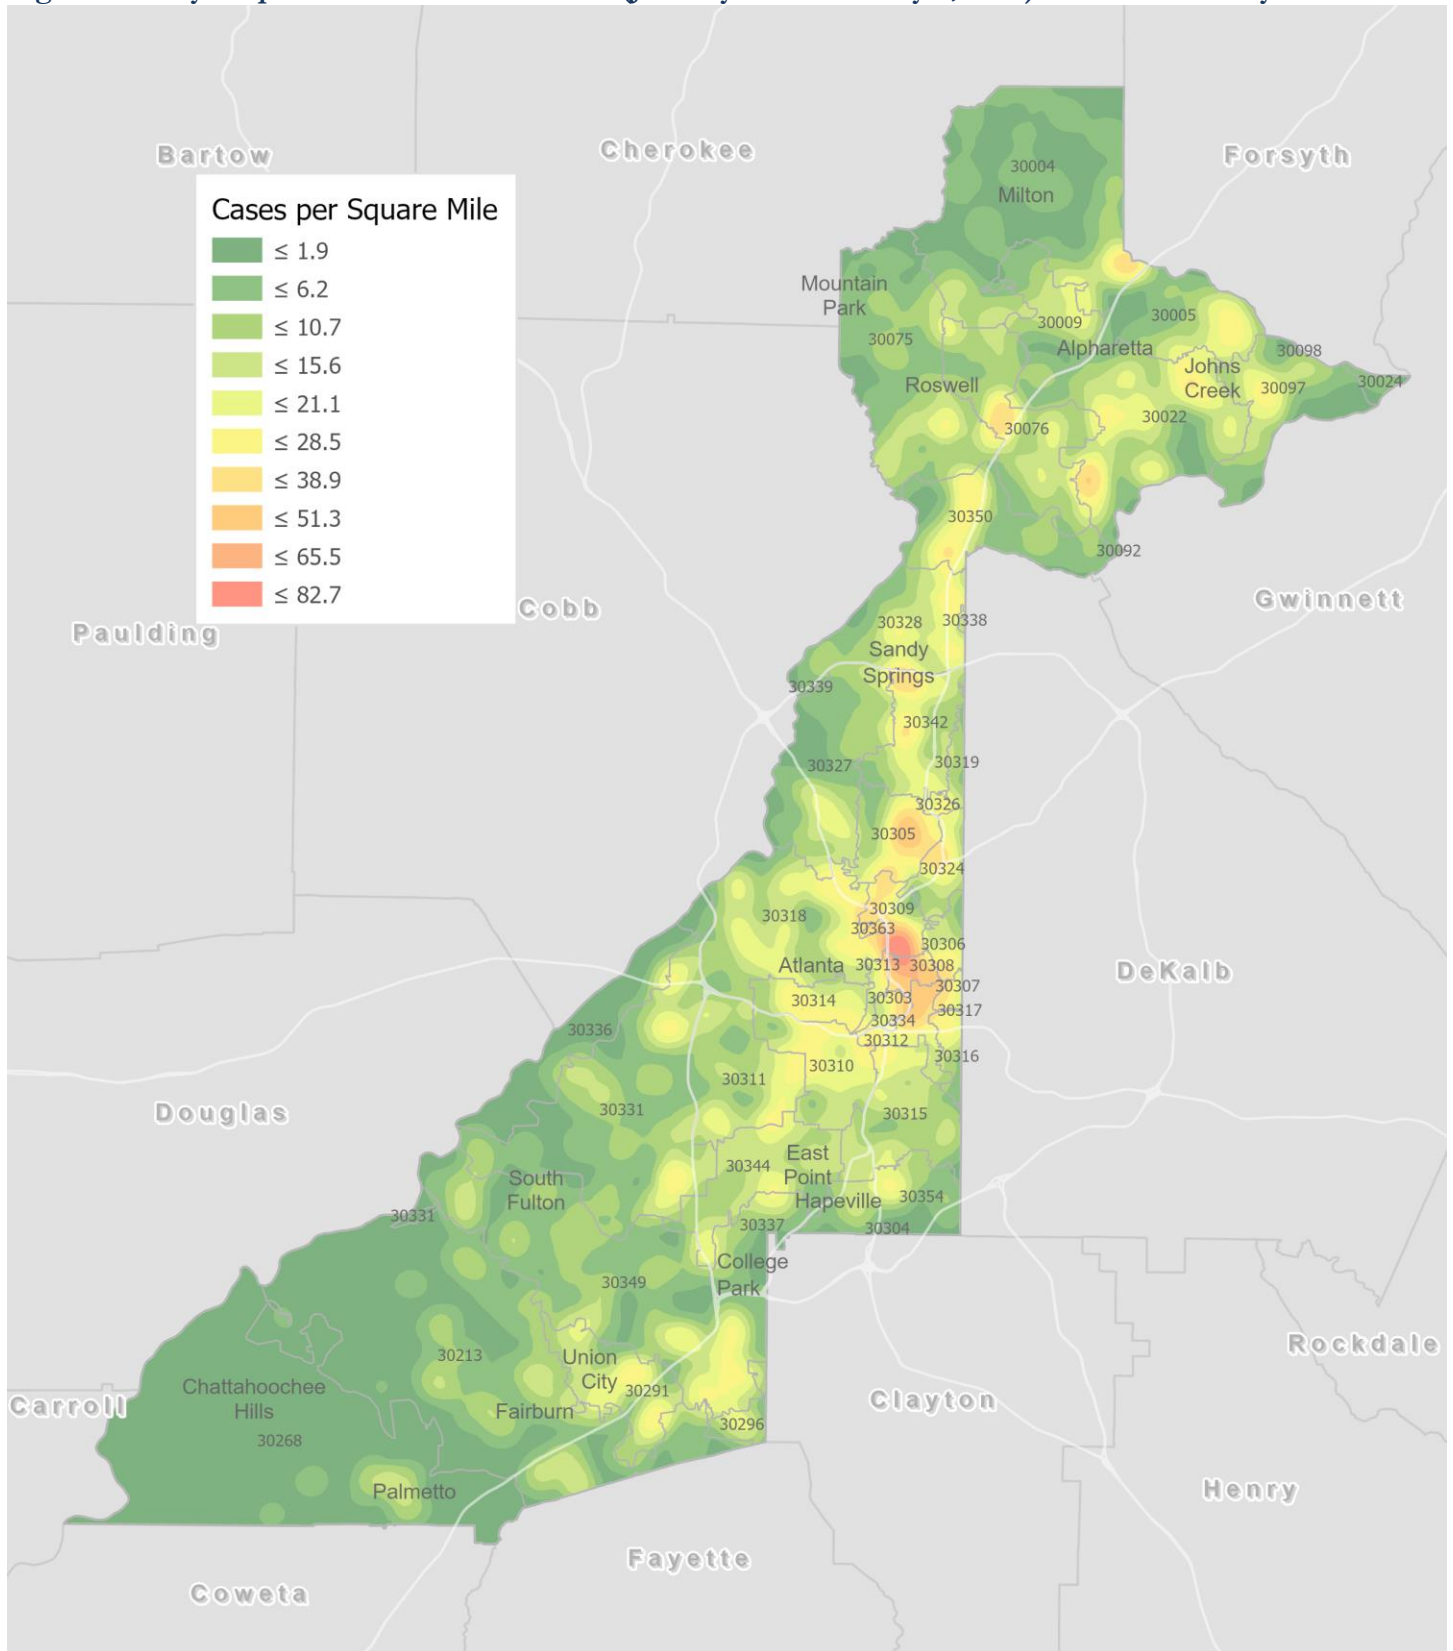 Bartow
Cherokee
Forsyth
Cases per Square Mile
≤ 1.9
≤ 6.2
≤ 10.7
≤ 15.6
≤ 21.1
≤ 28.5
≤ 38.9
≤ 51.3
≤ 65.5
≤ 82.7
30004
Milton
Mountain
Park
30075
30009
30005
Alpharetta
30098
Johns
Creek
30097
30024
Roswell
30076
30022
30350
30092
Paulding
Cobb
Gwinnett
30328
30338
Sandy
Springs
30339
30342
30327
30319
30326
30305
30324
30318
30309
30363
30306
Atlanta
30313
30308
DeKalb
30307
30314
30303
30317
30334
30336
30312
30316
30310
30311
Douglas
30331
30315
East
Point
30344
South
Fulton
Hapeville
30354
30331
30337
30304
College
Park
30349
Rockdale
30213
Union
City
30291
Chattahoochee
Hills
Carroll
Fairburn
Clayton
30268
30296
Palmetto
Henry
Fayette
Coweta